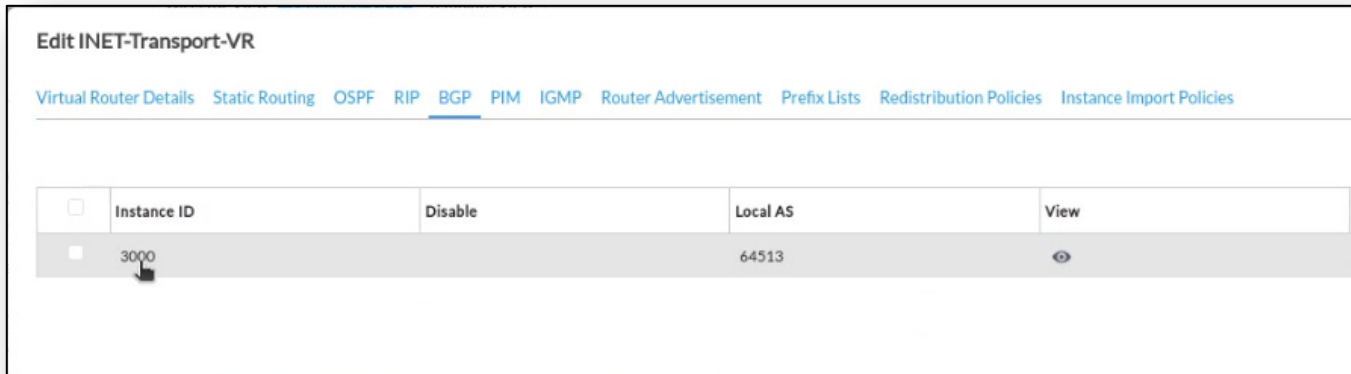 Edit INET-Transport-VR
Virtual Router Details Static Routing OSPF RIP BGP PIM IGMP Router Advertisement Prefix Lists Redistribution Policies Instance Import Policies
Instance ID Disable Local AS View
3000 64513